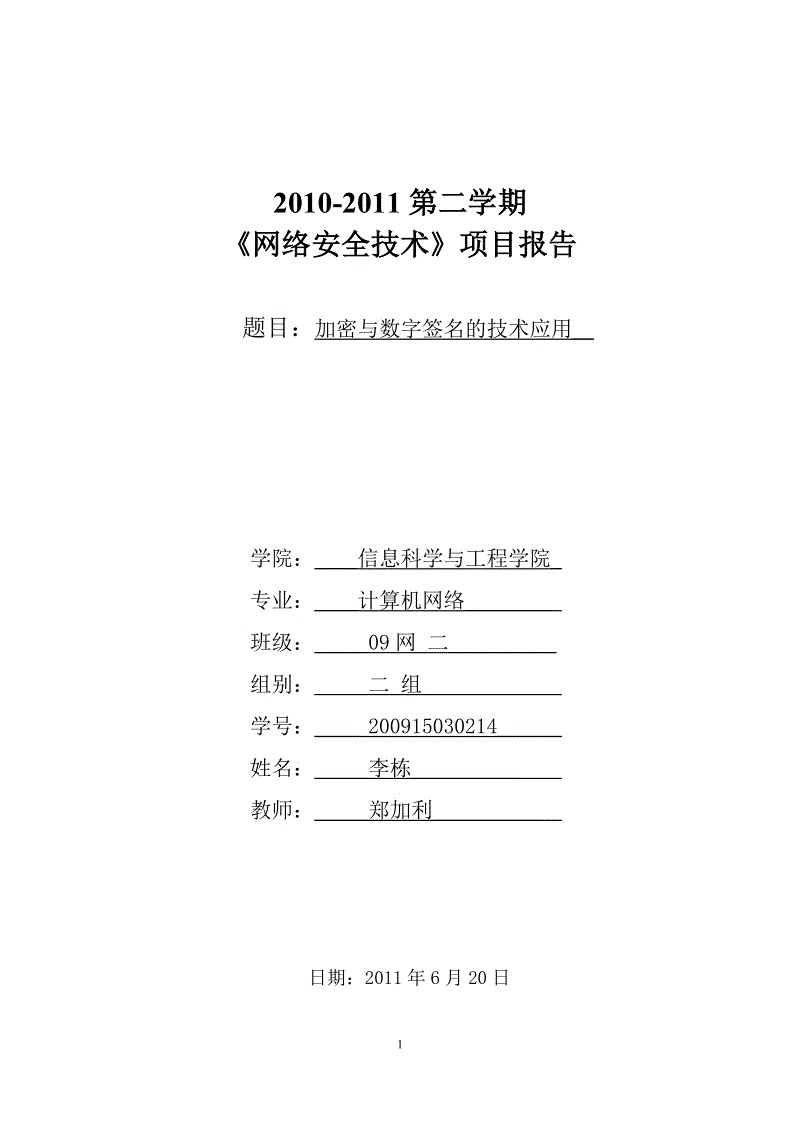 2010-2011 第二学期
《网络安全技术》项目报告
题目：加密与数字签名的技术应用
学院： 信息科学与工程学院
专业： 计算机网络
班级： 09 网 二
组别： 二 组
学号： 200915030214
姓名： 李栋
教师： 郑加利
日期：2011 年 6 月 20 日
1